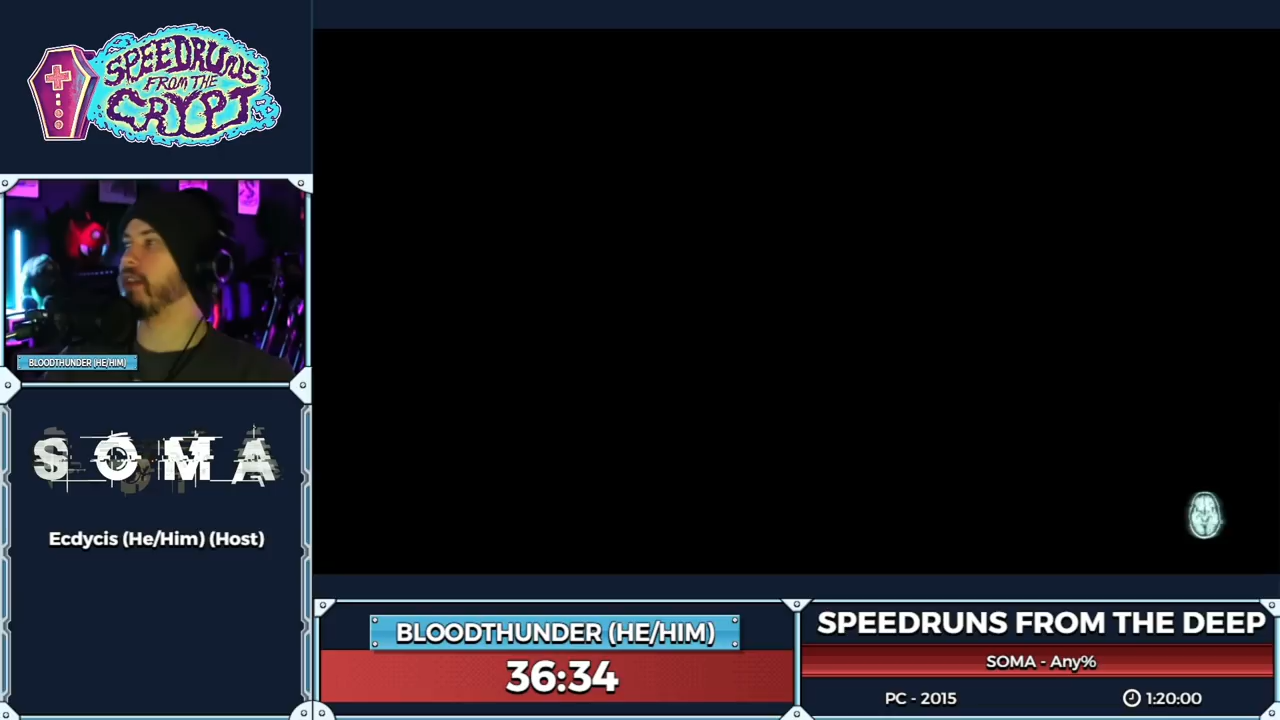 SPEEDRUNS
FROM THE
CRYPT
BLOODTHUNDER (HE/HIM)
SOMA
Ecdycis (He/Him) (Host)
BLOODTHUNDER (HE/HIM)
36:34
SPEEDRUNS FROM THE DEEP
SOMA - Any%
PC - 2015
1:20:00